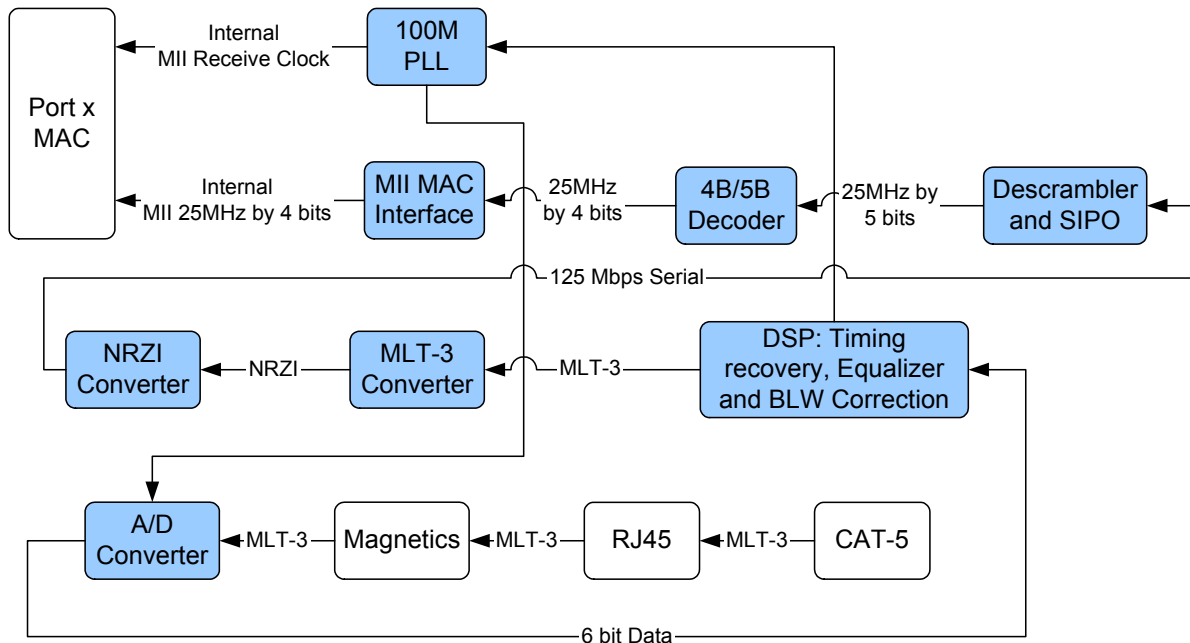 Port x
MAC
Internal
MII Receive Clock
100M
PLL
Internal
MII 25MHz by 4 bits
MII MAC
Interface
25MHz
by 4 bits
4B/5B
Decoder
25MHz by
5 bits
Descrambler
and SIPO
125 Mbps Serial
NRZI
Converter
NRZI
MLT-3
Converter
MLT-3
DSP: Timing
recovery, Equalizer
and BLW Correction
A/D
Converter
MLT-3
Magnetics
MLT-3
RJ45
MLT-3
CAT-5
6 bit Data